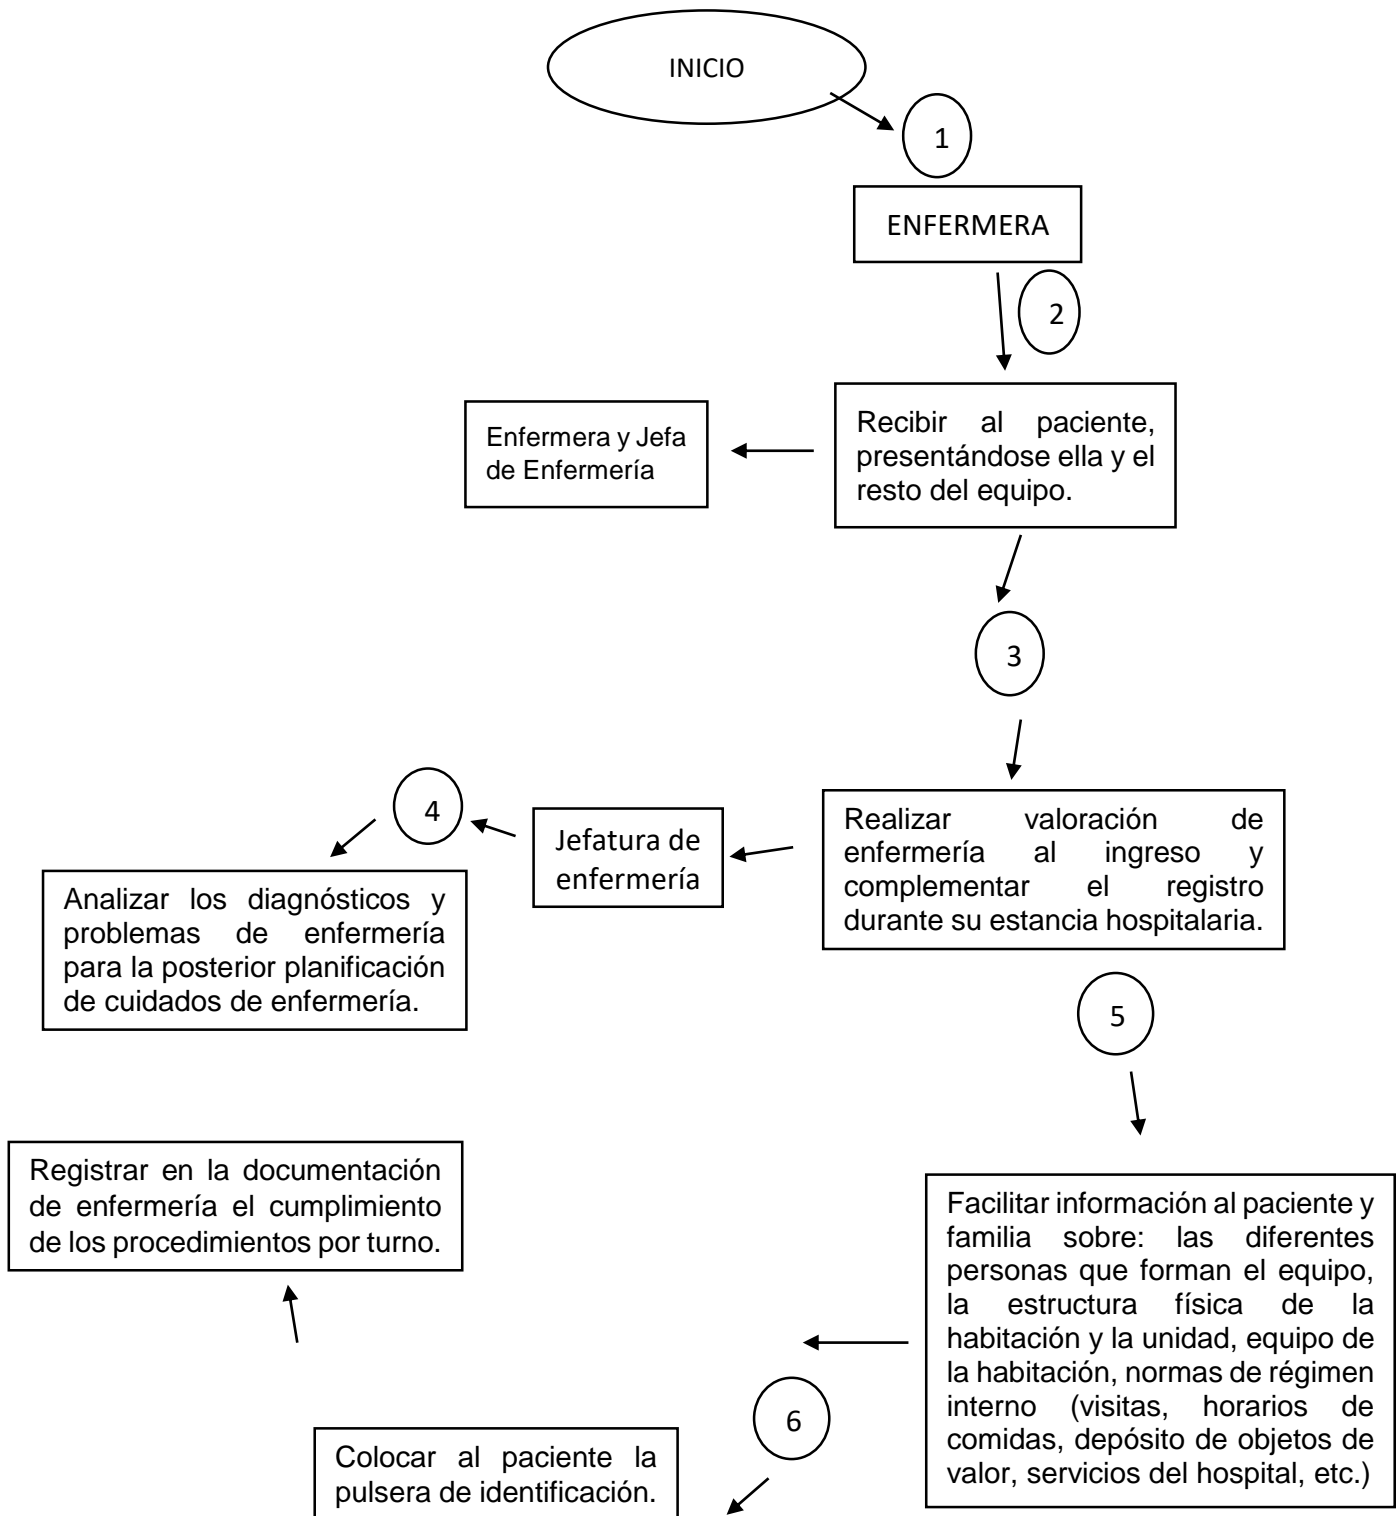 INICIO
1
ENFERMERA
2
Recibir al paciente,
presentándose ella y el
resto del equipo.
Enfermera y Jefa
de Enfermería
3
Realizar valoración de
enfermería al ingreso y
complementar el registro
durante su estancia hospitalaria.
Jefatura de
enfermería
4
Analizar los diagnósticos y
problemas de enfermería
para la posterior planificación
de cuidados de enfermería.
5
Facilitar información al paciente y
familia sobre: las diferentes
personas que forman el equipo,
la estructura física de la
habitación y la unidad, equipo de
la habitación, normas de régimen
interno (visitas, horarios de
comidas, depósito de objetos de
valor, servicios del hospital, etc.)
6
Colocar al paciente la
pulsera de identificación.
Registrar en la documentación
de enfermería el cumplimiento
de los procedimientos por turno.